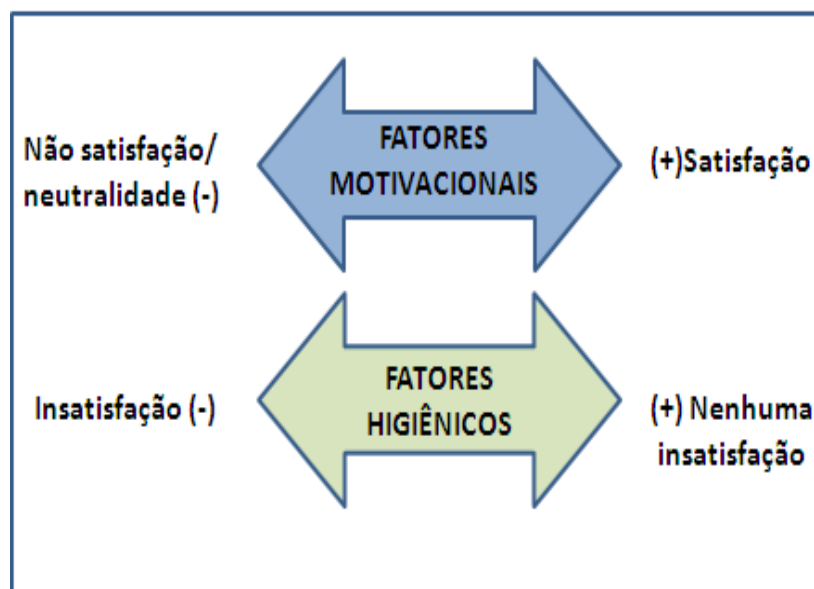 Não satisfação/
neutralidade (-)
FATORES
MOTIVACIONAIS
(+)Satisfação
Insatisfação (-)
FATORES
HIGIÊNICOS
(+) Nenhuma
insatisfação